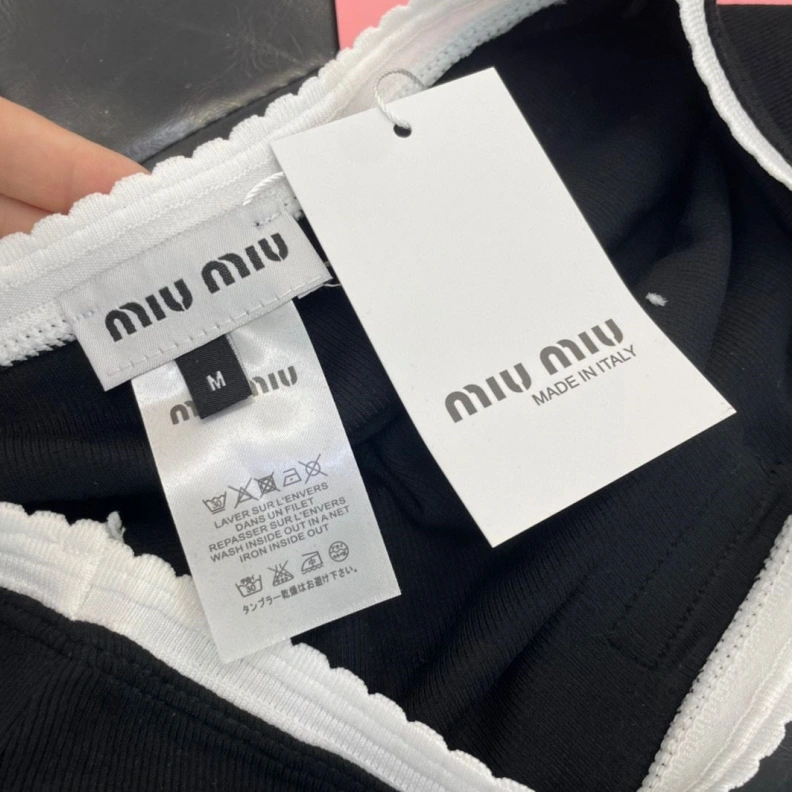 MIU MIU
M
MIU MIU
30
LAVER SUR L'ENVERS
DANS UN FILET
REPASSER SUR L'ENVERS
WASH INSIDE OUT IN A NET
IRON INSIDE OUT
タンブラー乾燥はお避け下さい。
MIU MIU
MADE IN ITALY